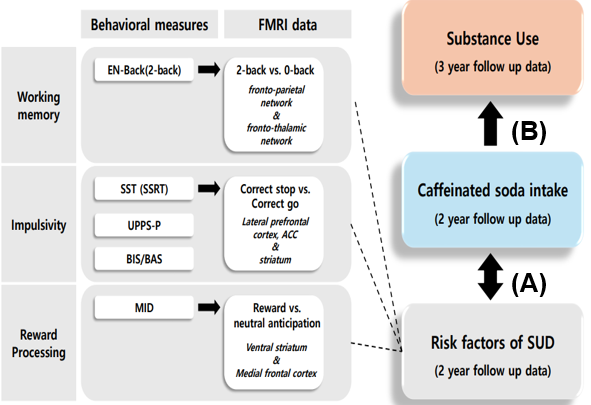 Behavioral measures
FMRI data
Working
memory
EN-Back(2-back)
2-back vs. 0-back
fronto-parietal
network
&
fronto-thalamic
network
Impulsivity
SST (SSRT)
UPPS-P
BIS/BAS
Correct stop vs.
Correct go
Lateral prefrontal
cortex, ACC
&
striatum
Reward
Processing
MID
Reward vs.
neutral anticipation
Ventral striatum
&
Medial frontal cortex
Substance Use
(3 year follow up data)
(B)
Caffeinated soda intake
(2 year follow up data)
(A)
Risk factors of SUD
(2 year follow up data)